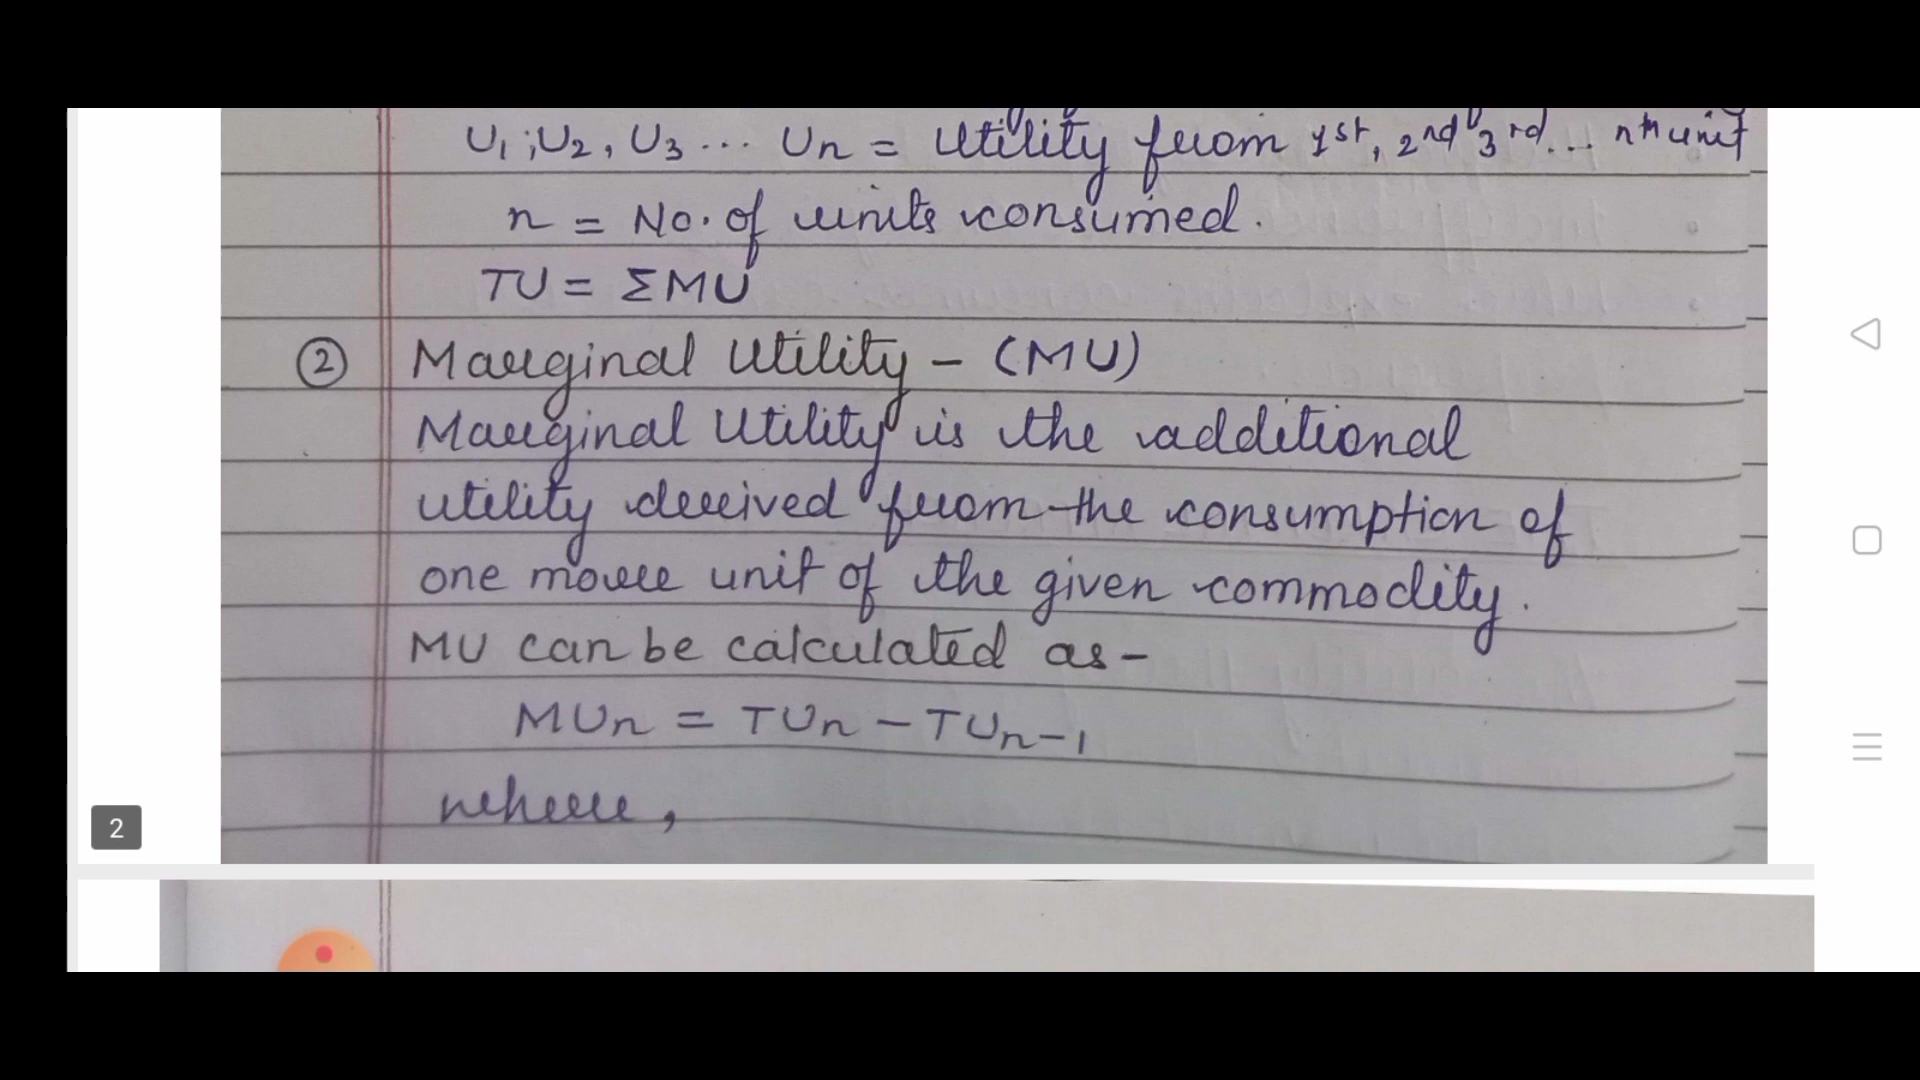 U₁, U₂, U₃ ... Un = Utility from 1st, 2nd, 3rd... nth unit
n = No. of units consumed.
TU = ΣMU
② Marginal Utility - (MU)
Marginal Utility is the additional
utility derived from the consumption of
one more unit of the given commodity.
MU can be calculated as -
MUn = TUn - TUn-1
where,
2